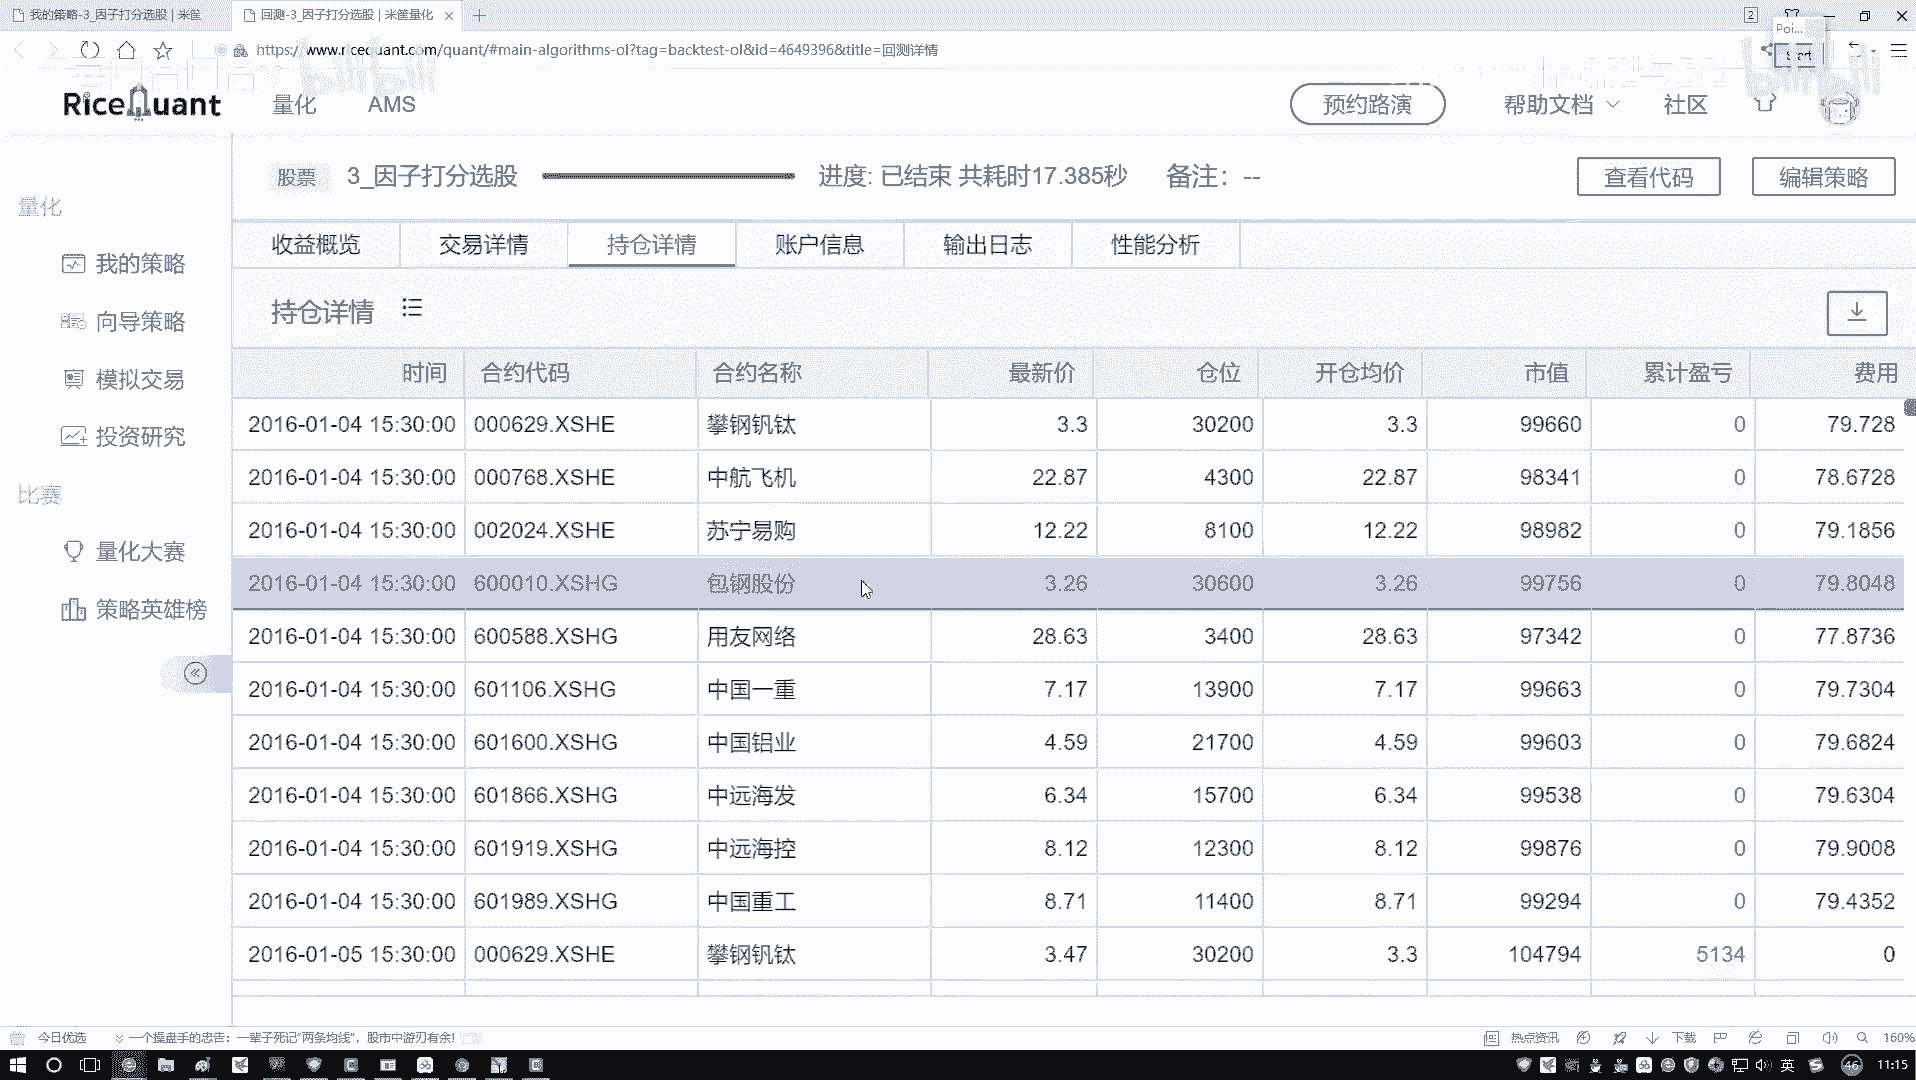 我的策略-3_因子打分选股 | 米筐
回测-3_因子打分选股 | 米筐量化
2
Poi...
https://www.ricequant.com/quant/#main-algorithms-ol?tag=backtest-ol&id=4649396&title=回测详情
Start
bilibili
bilibili
RiceQuant
量化
AMS
预约路演
帮助文档
社区
股票
3_因子打分选股
进度: 已结束 共耗时17.385秒
备注: --
查看代码
编辑策略
量化
我的策略
向导策略
模拟交易
投资研究
比赛
量化大赛
策略英雄榜
收益概览 交易详情 持仓详情 账户信息 输出日志 性能分析
持仓详情
时间 合约代码 合约名称 最新价 仓位 开仓均价 市值 累计盈亏 费用
2016-01-04 15:30:00 000629.XSHE 攀钢钒钛 3.3 30200 3.3 99660 0 79.728
2016-01-04 15:30:00 000768.XSHE 中航飞机 22.87 4300 22.87 98341 0 78.6728
2016-01-04 15:30:00 002024.XSHE 苏宁易购 12.22 8100 12.22 98982 0 79.1856
2016-01-04 15:30:00 600010.XSHG 包钢股份 3.26 30600 3.26 99756 0 79.8048
2016-01-04 15:30:00 600588.XSHG 用友网络 28.63 3400 28.63 97342 0 77.8736
2016-01-04 15:30:00 601106.XSHG 中国一重 7.17 13900 7.17 99663 0 79.7304
2016-01-04 15:30:00 601600.XSHG 中国铝业 4.59 21700 4.59 99603 0 79.6824
2016-01-04 15:30:00 601866.XSHG 中远海发 6.34 15700 6.34 99538 0 79.6304
2016-01-04 15:30:00 601919.XSHG 中远海控 8.12 12300 8.12 99876 0 79.9008
2016-01-04 15:30:00 601989.XSHG 中国重工 8.71 11400 8.71 99294 0 79.4352
2016-01-05 15:30:00 000629.XSHE 攀钢钒钛 3.47 30200 3.3 104794 5134 0
今日优选
一个操盘手的忠告：一辈子死记"两条均线"，股市中游刃有余!
热点资讯
下载
160%
英
46
11:15